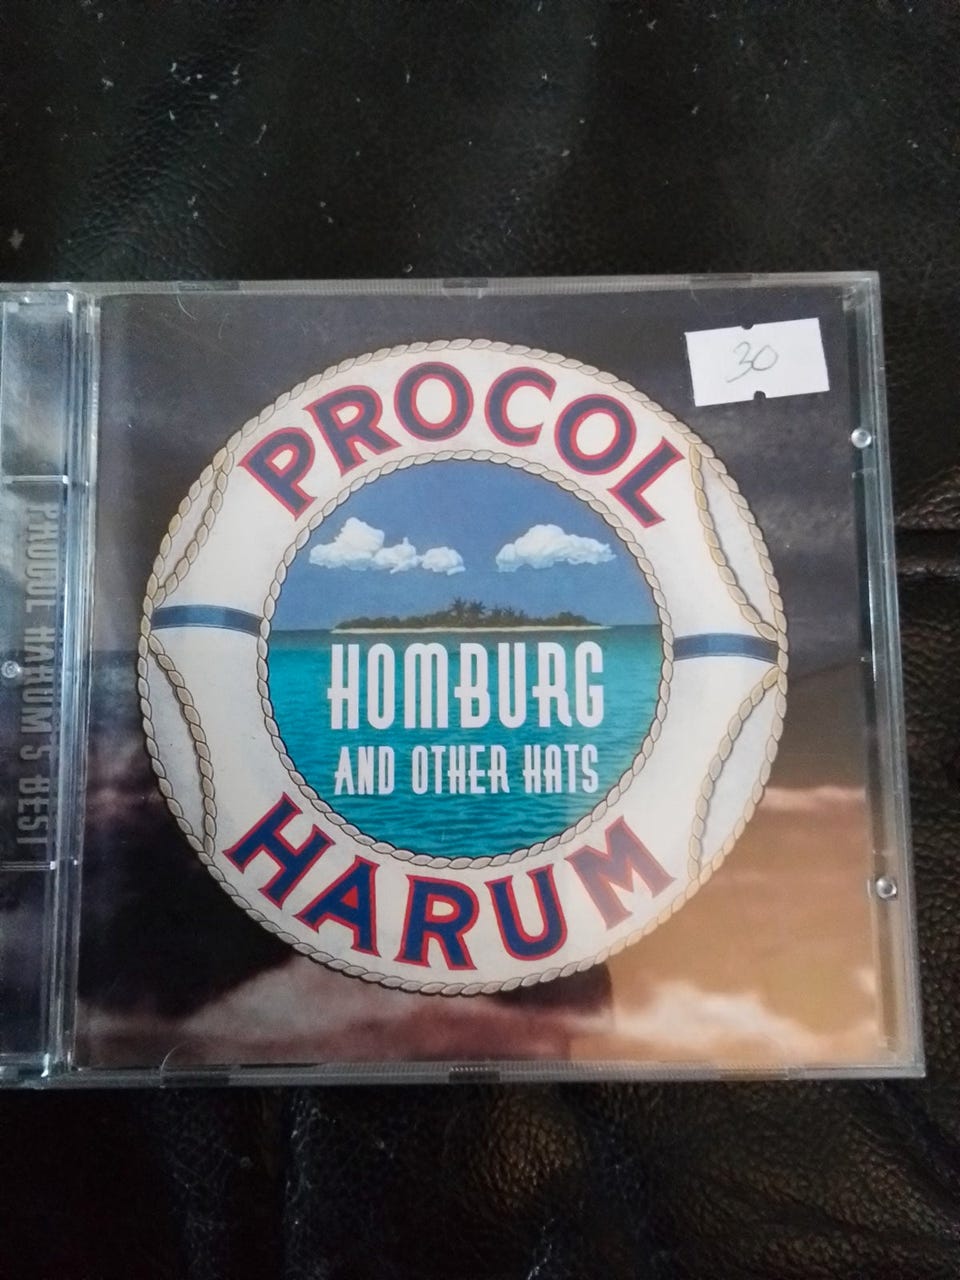 30
PROCOL
HOMBURG
AND OTHER HATS
HARUM
PROCOL HARUM'S BEST